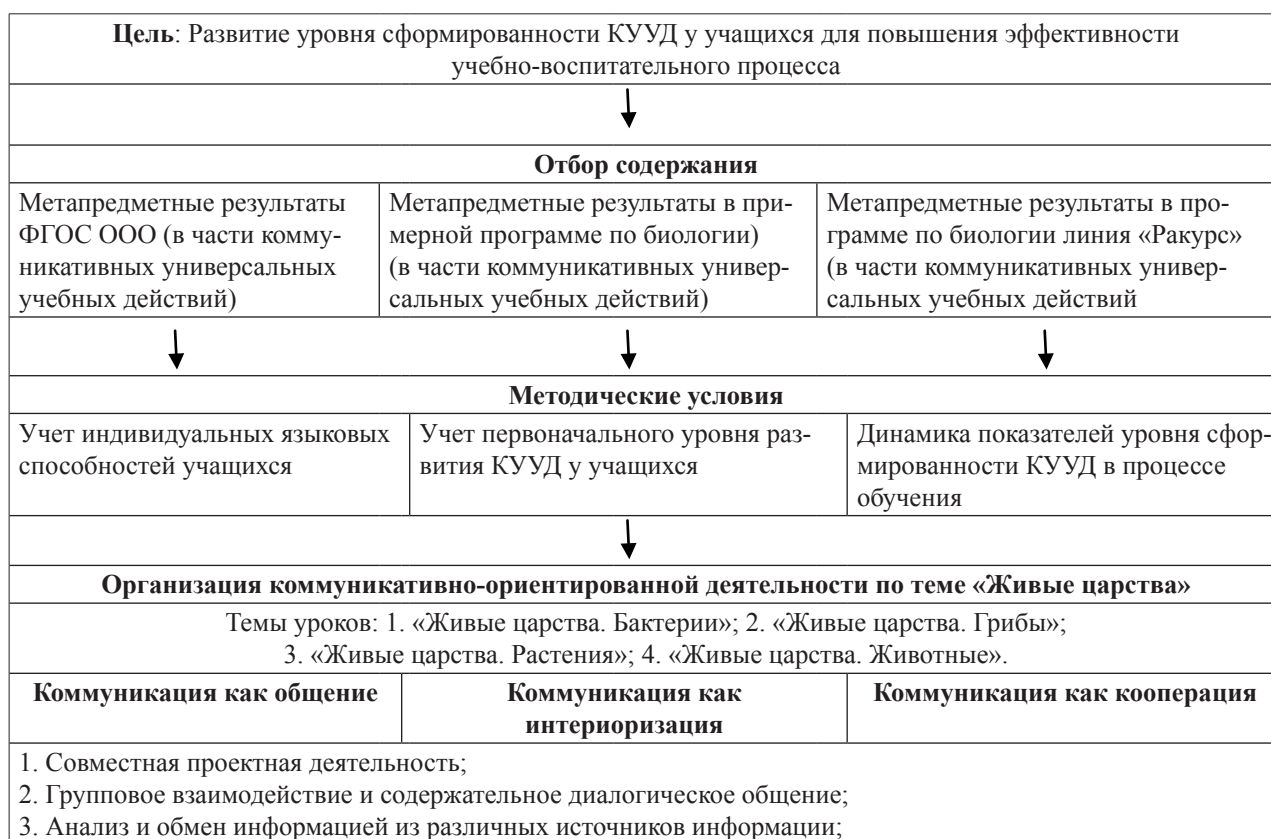 Цель: Развитие уровня сформированности КУУД у учащихся для повышения эффективности
учебно-воспитательного процесса
Отбор содержания
Метапредметные результаты
ФГОС ООО (в части комму-
никативных универсальных
учебных действий)
Метапредметные результаты в при-
мерной программе по биологии)
(в части коммуникативных универ-
сальных учебных действий)
Метапредметные результаты в про-
грамме по биологии линия «Ракурс»
(в части коммуникативных универ-
сальных учебных действий
Методические условия
Учет индивидуальных языковых
способностей учащихся
Учет первоначального уровня раз-
вития КУУД у учащихся
Динамика показателей уровня сфор-
мированности КУУД в процессе
обучения
Организация коммуникативно-ориентированной деятельности по теме «Живые царства»
Темы уроков: 1. «Живые царства. Бактерии»; 2. «Живые царства. Грибы»;
3. «Живые царства. Растения»; 4. «Живые царства. Животные».
Коммуникация как общение
Коммуникация как
интериоризация
Коммуникация как кооперация
1. Совместная проектная деятельность;
2. Групповое взаимодействие и содержательное диалогическое общение;
3. Анализ и обмен информацией из различных источников информации;